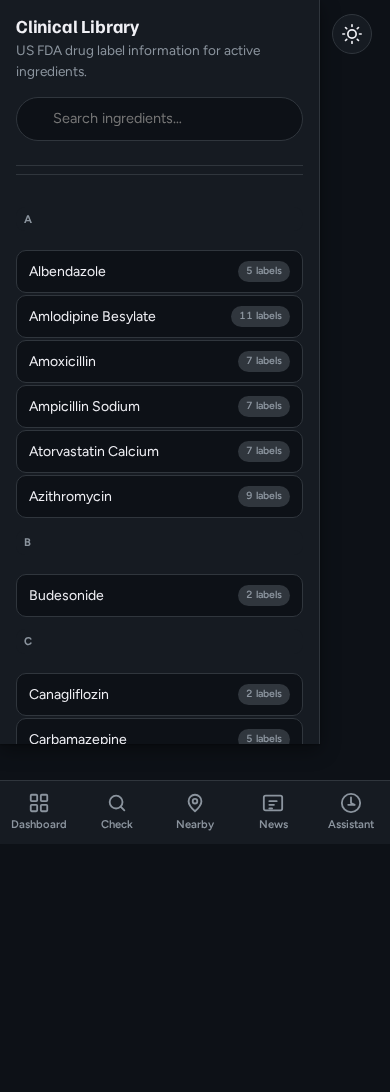 Clinical Library
US FDA drug label information for active
ingredients.
Search ingredients...
A
Albendazole 5 labels
Amlodipine Besylate 11 labels
Amoxicillin 7 labels
Ampicillin Sodium 7 labels
Atorvastatin Calcium 7 labels
Azithromycin 9 labels
B
Budesonide 2 labels
C
Canagliflozin 2 labels
Carbamazepine 5 labels
Dashboard Check Nearby News Assistant